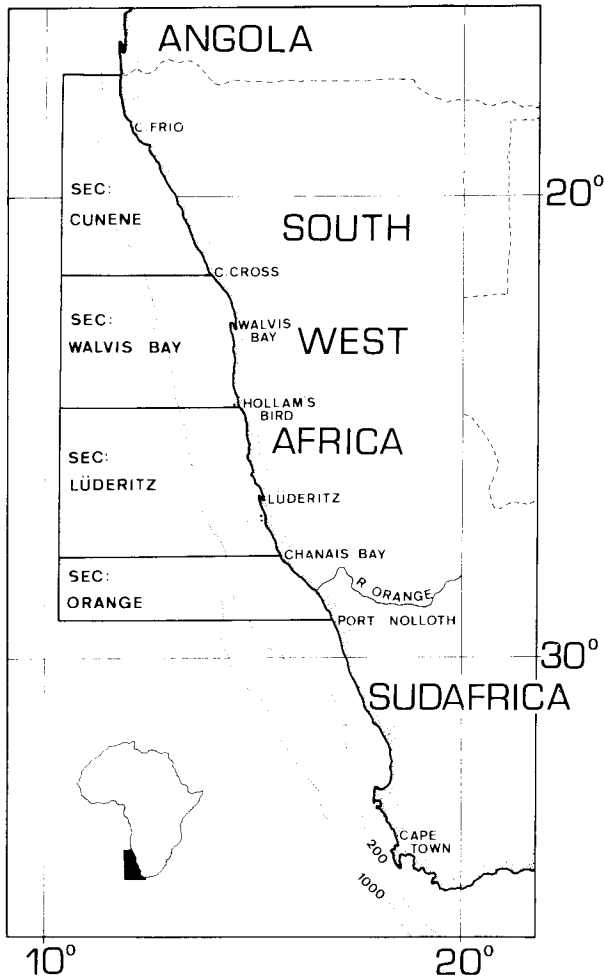 ANGOLA
C. FRIO
SEC:
CUNENE
20°
SOUTH
C. CROSS
SEC:
WALVIS BAY
WALVIS
BAY
WEST
HOLLAM'S
BIRD
AFRICA
SEC:
LÜDERITZ
LUDERITZ
CHANAIS BAY
SEC:
ORANGE
R ORANGE
PORT NOLLOTH
30°
SUDAFRICA
CAPE
TOWN
200
1000
10°
20°